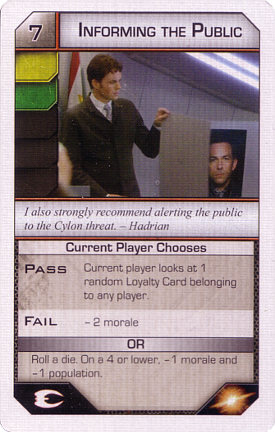 7
INFORMING THE PUBLIC
I also strongly recommend alerting the public
to the Cylon threat. – Hadrian
Current Player Chooses
PASS
Current player looks at 1
random Loyalty Card belonging
to any player.
FAIL
– 2 morale
OR
Roll a die. On a 4 or lower, –1 morale and
–1 population.